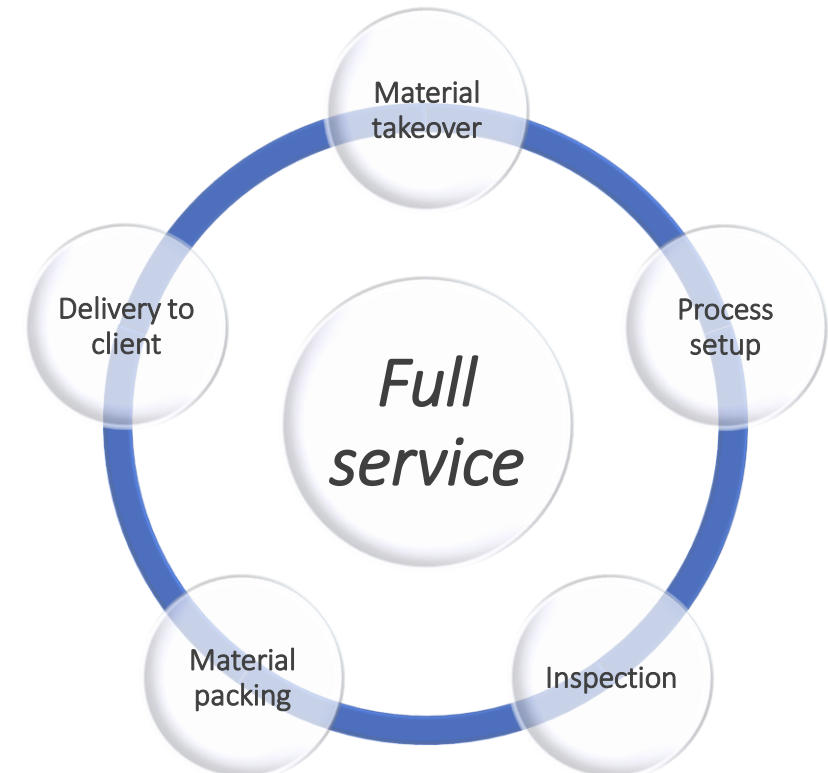 Material
takeover
Process
setup
Inspection
Material
packing
Delivery to
client
Full
service